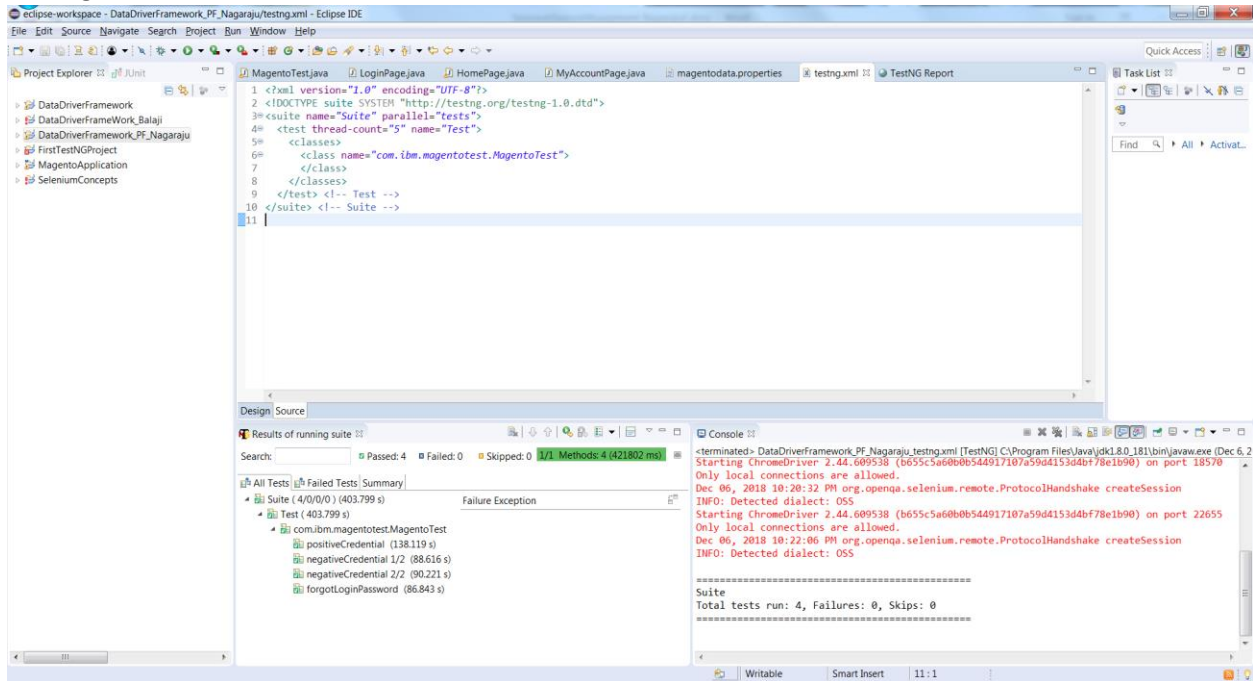 eclipse-workspace - DataDriverFramework_PF_Nagaraju/testng.xml - Eclipse IDE
File Edit Source Navigate Search Project Run Window Help
Quick Access
Project Explorer JUnit
DataDriverFramework
DataDriverFrameWork_Balaji
DataDriverFramework_PF_Nagaraju
FirstTestNGProject
MagentoApplication
SeleniumConcepts
MagentoTest.java LoginPage.java HomePage.java MyAccountPage.java magentodata.properties testng.xml TestNG Report
1 <?xml version="1.0" encoding="UTF-8"?>
2 <!DOCTYPE suite SYSTEM "http://testng.org/testng-1.0.dtd">
3 <suite name="Suite" parallel="tests">
4 <test thread-count="5" name="Test">
5 <classes>
6 <class name="com.ibm.magentotest.MagentoTest">
7 </class>
8 </classes>
9 </test> <!-- Test -->
10 </suite> <!-- Suite -->
11
Design Source
Task List
Find All Activat...
Results of running suite
Search: Passed: 4 Failed: 0 Skipped: 0 1/1 Methods: 4 (421802 ms)
All Tests Failed Tests Summary
Suite ( 4/0/0/0 ) (403.799 s)
Test ( 403.799 s)
com.ibm.magentotest.MagentoTest
positiveCredential (138.119 s)
negativeCredential 1/2 (88.616 s)
negativeCredential 2/2 (90.221 s)
forgotLoginPassword (86.843 s)
Failure Exception
Console
<terminated> DataDriverFramework_PF_Nagaraju_testng.xml [TestNG] C:\Program Files\Java\jdk1.8.0_181\bin\javaw.exe (Dec 6, 2
Starting ChromeDriver 2.44.609538 (b655c5a60b0b544917107a59d4153d4bf78e1b90) on port 18570
Only local connections are allowed.
Dec 06, 2018 10:20:32 PM org.openqa.selenium.remote.ProtocolHandshake createSession
INFO: Detected dialect: OSS
Starting ChromeDriver 2.44.609538 (b655c5a60b0b544917107a59d4153d4bf78e1b90) on port 22655
Only local connections are allowed.
Dec 06, 2018 10:22:06 PM org.openqa.selenium.remote.ProtocolHandshake createSession
INFO: Detected dialect: OSS
===============================================
Suite
Total tests run: 4, Failures: 0, Skips: 0
===============================================
Writable Smart Insert 11 : 1